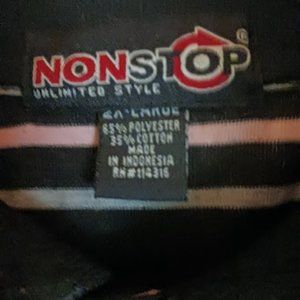 NONSTOP®
UNLIMITED STYLE
2X-LARGE
65% POLYESTER
35% COTTON
MADE
IN INDONESIA
RN#114316